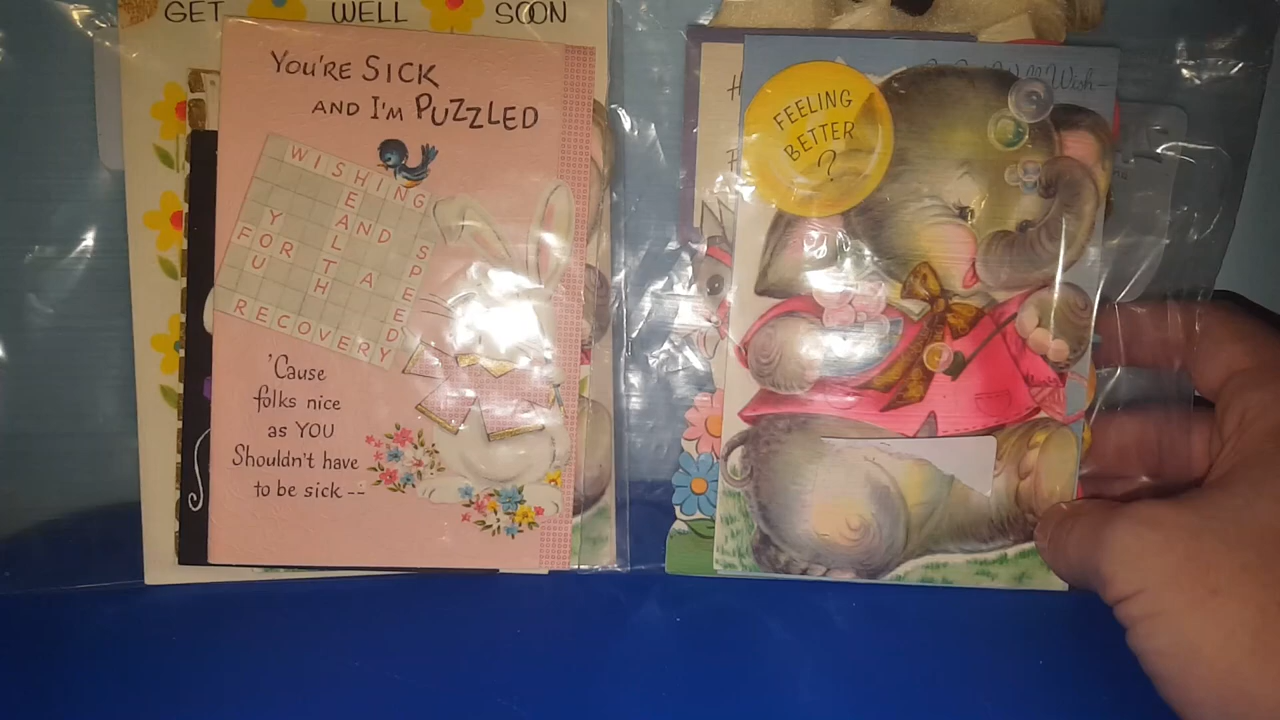 GET WELL SOON
YOU'RE SICK
AND I'M PUZZLED
WISHING
HEALTH
AND
YOU
FOR
A
SPEEDY
RECOVERY
'Cause
folks nice
as YOU
Shouldn't have
to be sick --
FEELING
BETTER
?
Wish-